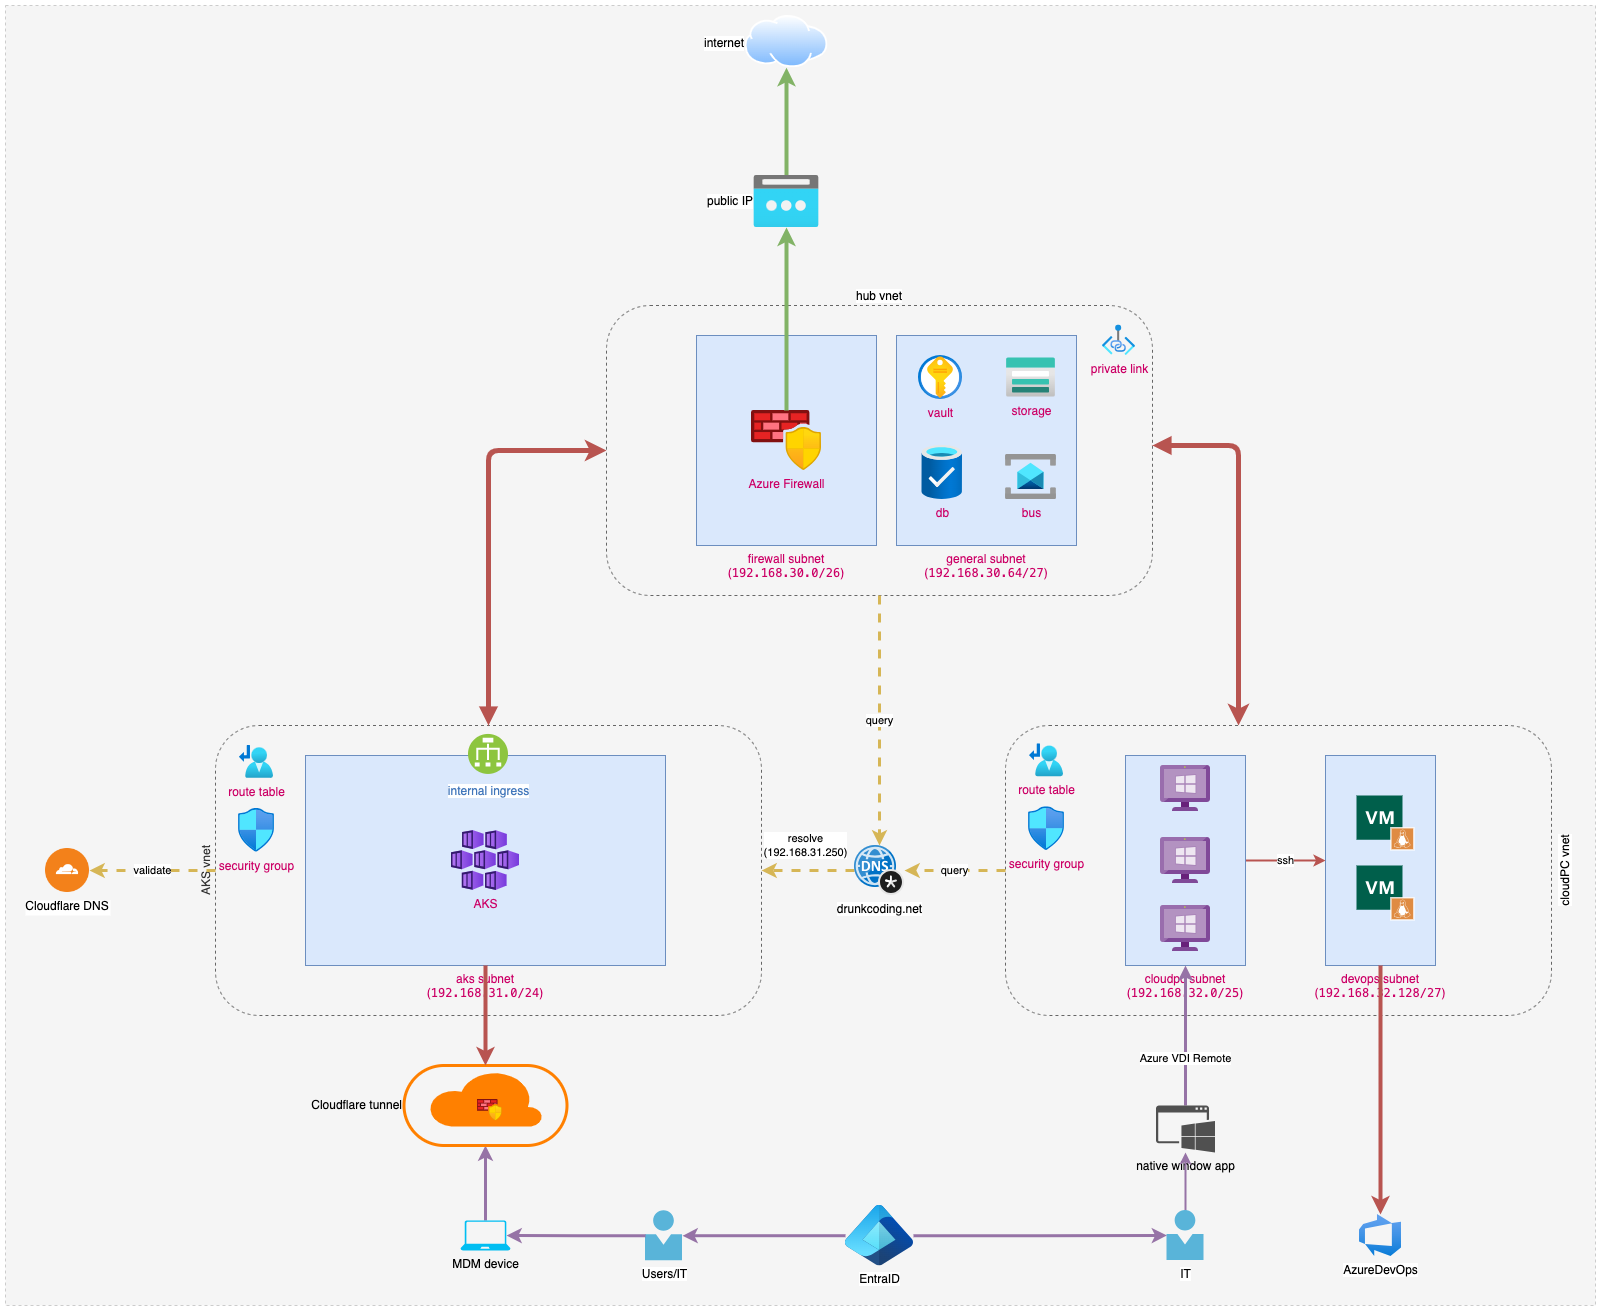 internet
public IP
hub vnet
private link
vault
storage
Azure Firewall
db
bus
firewall subnet
(192.168.30.0/26)
general subnet
(192.168.30.64/27)
query
route table
security group
AKS vnet
internal ingress
AKS
aks subnet
(192.168.31.0/24)
validate
Cloudflare DNS
resolve
(192.168.31.250)
DNS
drunkcoding.net
query
route table
security group
ssh
VM
VM
cloudPC vnet
cloudpc subnet
(192.168.32.0/25)
devops subnet
(192.168.32.128/27)
Azure VDI Remote
Cloudflare tunnel
native window app
MDM device
Users/IT
EntraID
IT
AzureDevOps